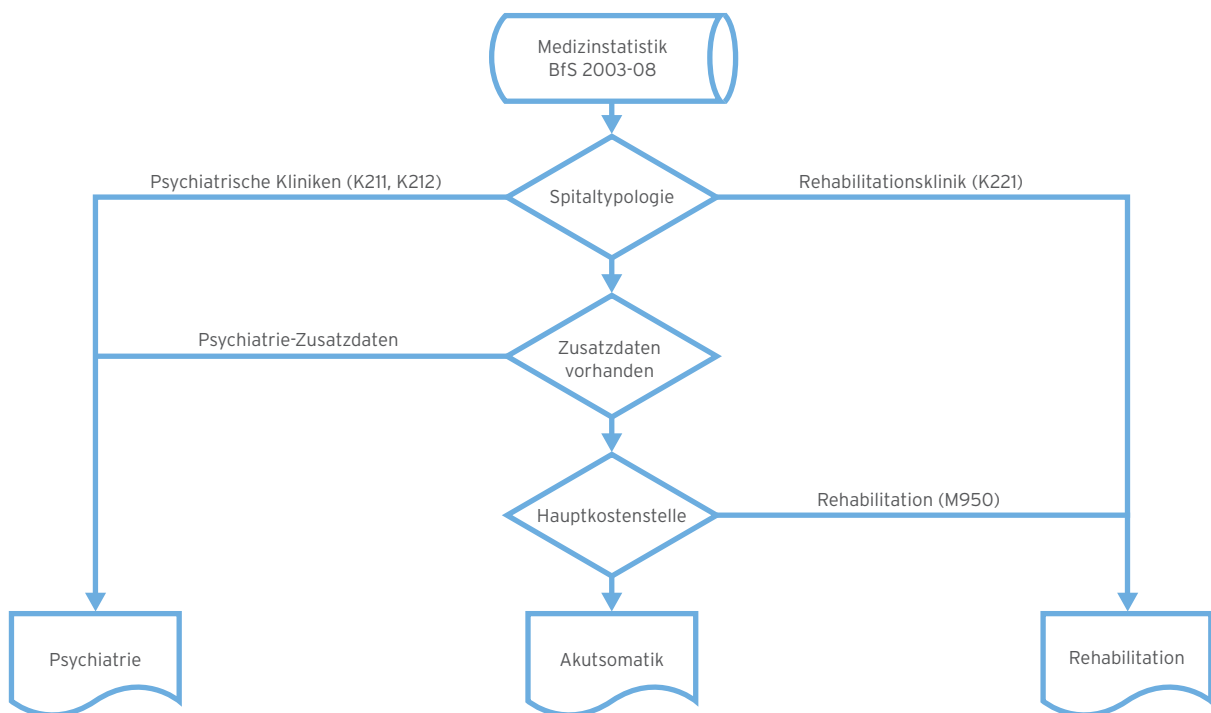 Medizinstatistik
BfS 2003-08
Psychiatrische Kliniken (K211, K212)
Spitaltypologie
Rehabilitationsklinik (K221)
Psychiatrie-Zusatzdaten
Zusatzdaten
vorhanden
Hauptkostenstelle
Rehabilitation (M950)
Psychiatrie
Akutsomatik
Rehabilitation